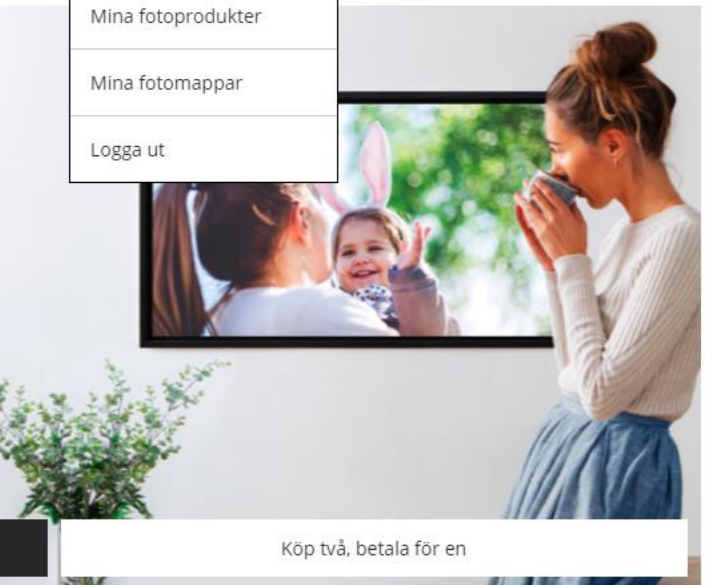 Mina fotoprodukter
Mina fotomappar
Logga ut
Köp två, betala för en